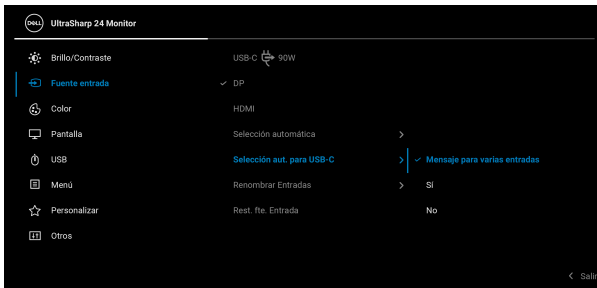 DELL UltraSharp 24 Monitor
Brillo/Contraste
USB-C 90W
Fuente entrada
DP
Color
HDMI
Pantalla
Selección automática
USB
Selección aut. para USB-C
Mensaje para varias entradas
Menú
Renombrar Entradas
Sí
Personalizar
Rest. fte. Entrada
No
Otros
Salir